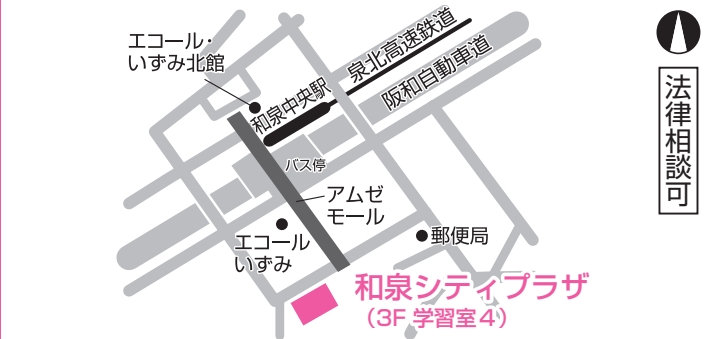 エコール・
いずみ北館
和泉中央駅
泉北高速鉄道
阪和自動車道
バス停
アムゼ
モール
エコール
いずみ
郵便局
和泉シティプラザ
（3F 学習室４）
法律相談可